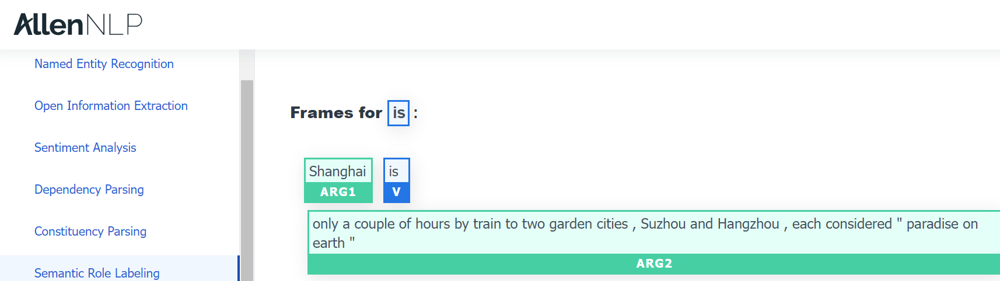 AllenNLP
Named Entity Recognition
Open Information Extraction
Sentiment Analysis
Dependency Parsing
Constituency Parsing
Semantic Role Labeling
Frames for is :
Shanghai is
ARG1 V
only a couple of hours by train to two garden cities , Suzhou and Hangzhou , each considered " paradise on
earth "
ARG2